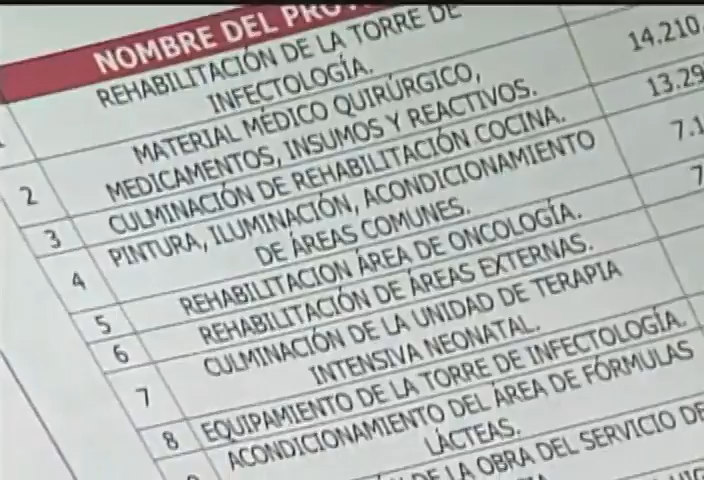 NOMBRE DEL
REHABILITACIÓN DE LA TORRE DE
INFECTOLOGÍA.
14.210.
MATERIAL MÉDICO QUIRÚRGICO,
MEDICAMENTOS, INSUMOS Y REACTIVOS.
2
13.29
CULMINACIÓN DE REHABILITACIÓN COCINA.
3
7.1
PINTURA, ILUMINACIÓN, ACONDICIONAMIENTO
DE ÁREAS COMUNES.
4
7
REHABILITACION ÁREA DE ONCOLOGÍA.
5
REHABILITACIÓN DE ÁREAS EXTERNAS.
6
CULMINACIÓN DE LA UNIDAD DE TERAPIA
INTENSIVA NEONATAL.
7
EQUIPAMIENTO DE LA TORRE DE INFECTOLOGÍA.
8
ACONDICIONAMIENTO DEL ÁREA DE FÓRMULAS
LÁCTEAS.
DE LA OBRA DEL SERVICIO DE